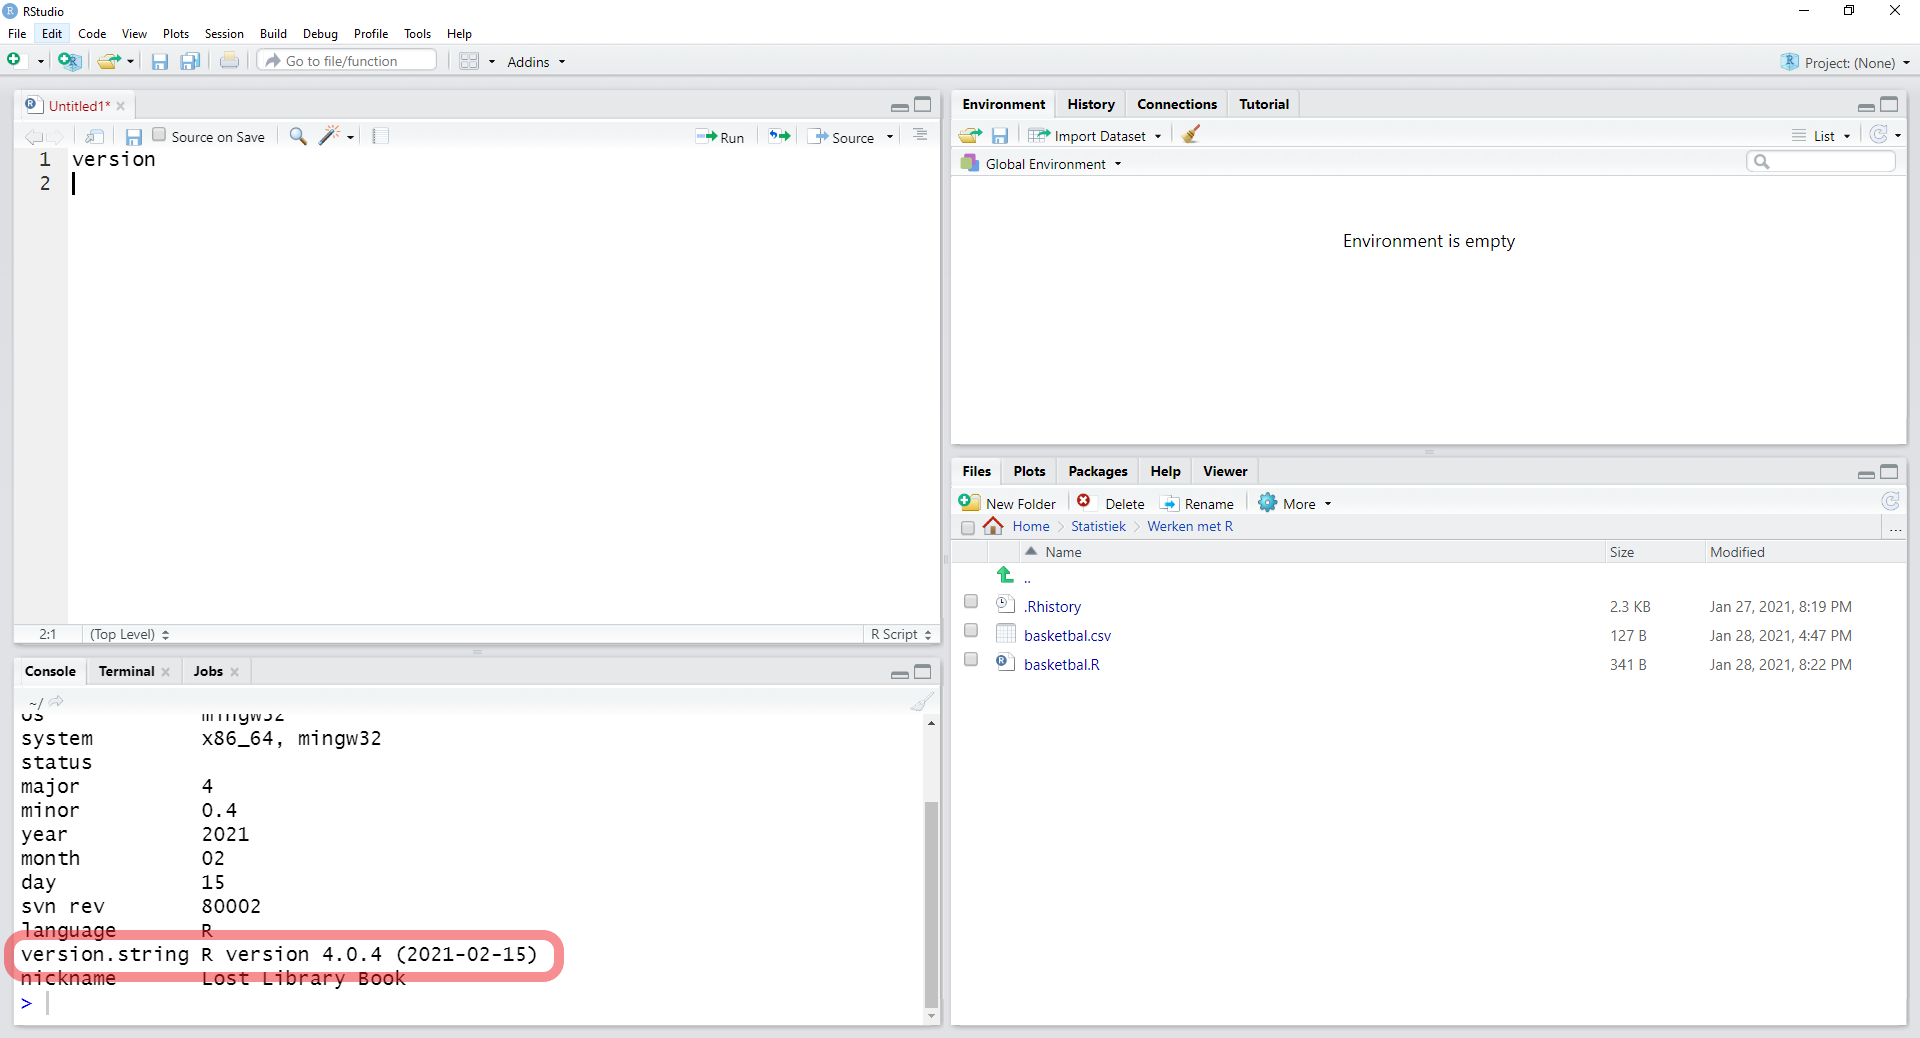 RStudio
File Edit Code View Plots Session Build Debug Profile Tools Help
Go to file/function Addins Project: (None)
Untitled1*
Source on Save Run Source
1 version
2
2:1 (Top Level) R Script
Console Terminal Jobs
~/
os mingw32
system x86_64, mingw32
status
major 4
minor 0.4
year 2021
month 02
day 15
svn rev 80002
language R
version.string R version 4.0.4 (2021-02-15)
nickname Lost Library Book
>
Environment History Connections Tutorial
Import Dataset List
Global Environment
Environment is empty
Files Plots Packages Help Viewer
New Folder Delete Rename More
Home Statistiek Werken met R ...
Name Size Modified
..
.Rhistory 2.3 KB Jan 27, 2021, 8:19 PM
basketbal.csv 127 B Jan 28, 2021, 4:47 PM
basketbal.R 341 B Jan 28, 2021, 8:22 PM